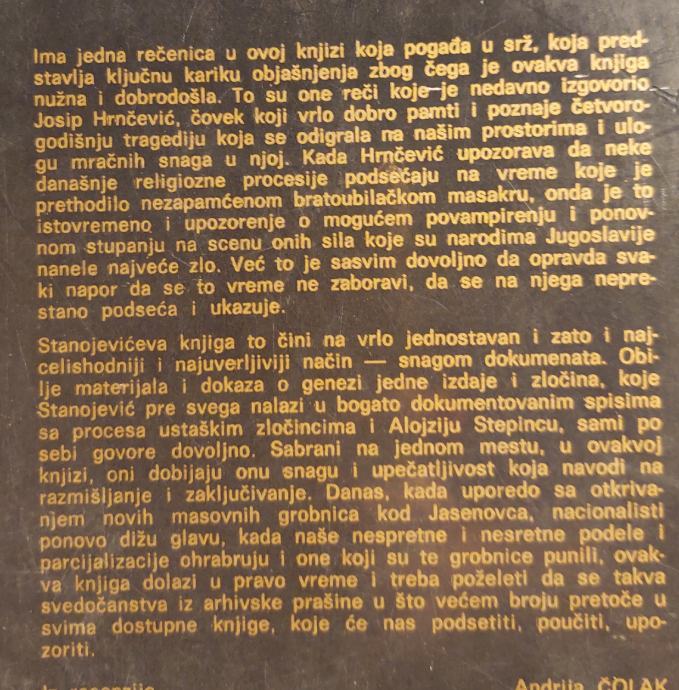 Ima jedna rečenica u ovoj knjizi koja pogađa u srž, koja pred-
stavlja ključnu kariku objašnjenja zbog čega je ovakva knjiga
nužna i dobrodošla. To su one reči koje je nedavno izgovorio
Josip Hrnčević, čovek koji vrlo dobro pamti i poznaje četvoro-
godišnju tragediju koja se odigrala na našim prostorima i ulo-
gu mračnih snaga u njoj. Kada Hrnčević upozorava da neke
današnje religiozne procesije podsećaju na vreme koje je
prethodilo nezapamćenom bratoubilačkom masakru, onda je to
istovremeno i upozorenje o mogućem povampirenju i ponov-
nom stupanju na scenu onih sila koje su narodima Jugoslavije
nanele najveće zlo. Već to je sasvim dovoljno da opravda sva-
ki napor da se to vreme ne zaboravi, da se na njega nepre-
stano podseća i ukazuje.
Stanojevićeva knjiga to čini na vrlo jednostavan i zato i naj-
celishodniji i najuverljiviji način — snagom dokumenata. Obi-
lje materijala i dokaza o genezi jedne izdaje i zločina, koje
Stanojević pre svega nalazi u bogato dokumentovanim spisima
sa procesa ustaškim zločincima i Alojziju Stepincu, sami po
sebi govore dovoljno. Sabrani na jednom mestu, u ovakvoj
knjizi, oni dobijaju onu snagu i upečatljivost koja navodi na
razmišljanje i zaključivanje. Danas, kada uporedo sa otkriva-
njem novih masovnih grobnica kod Jasenovca, nacionalisti
ponovo dižu glavu, kada naše nespretne i nesretne podele i
parcijalizacije ohrabruju i one koji su te grobnice punili, ovak-
va knjiga dolazi u pravo vreme i treba poželeti da se takva
svedočanstva iz arhivske prašine u što većem broju pretoče u
svima dostupne knjige, koje će nas podsetiti, poučiti, upo-
zoriti.
Iz recenzije Andrija ČOLAK